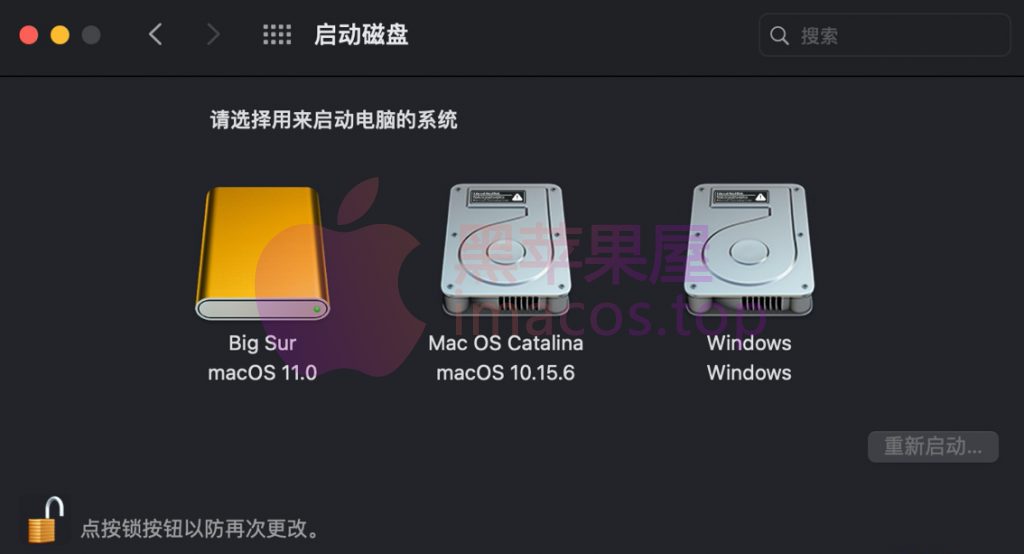 启动磁盘
搜索
请选择用来启动电脑的系统
黑苹果屋
imacos.top
Big Sur
macOS 11.0
Mac OS Catalina
macOS 10.15.6
Windows
Windows
重新启动...
点按锁按钮以防再次更改。